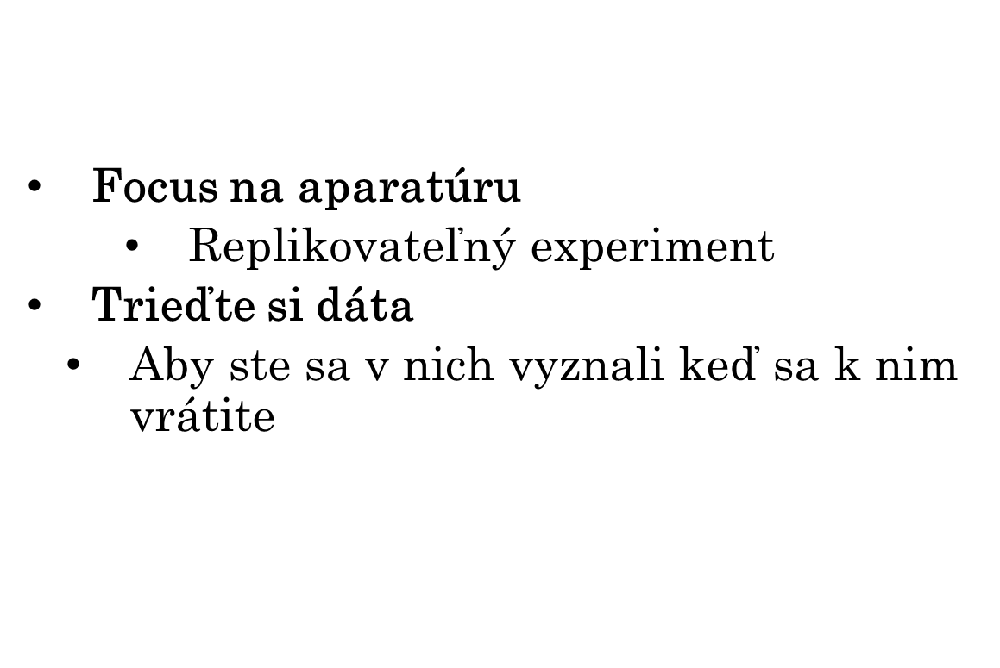 • Focus na aparatúru
• Replikovateľný experiment
• Trieďte si dáta
• Aby ste sa v nich vyznali keď sa k nim
vrátite